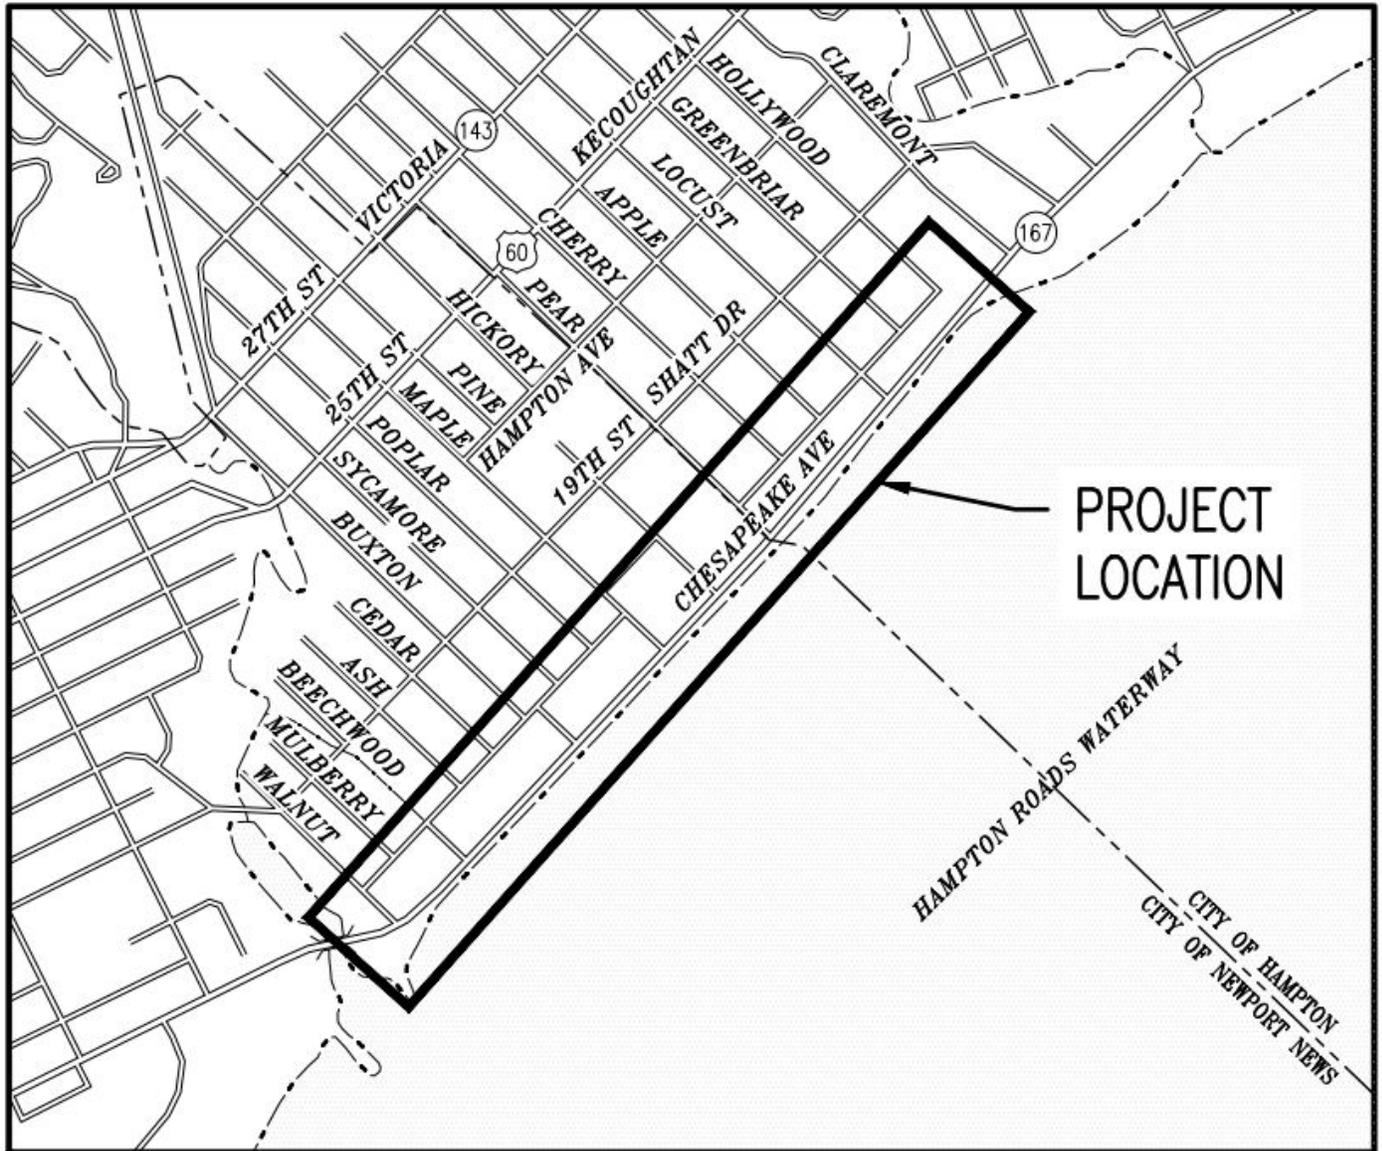 CLAREMONT
HOLLYWOOD
KECOUGHTAN
GREENBRIAR
143
LOCUST
VICTORIA
APPLE
CHERRY
167
60
PEAR
27TH ST
HICKORY
SHATT DR
HAMPTON AVE
25TH ST
PINE
MAPLE
POPLAR
19TH ST
SYCAMORE
CHESAPEAKE AVE
BUXTON
PROJECT
LOCATION
CEDAR
ASH
BEECHWOOD
MULBERRY
WALNUT
HAMPTON ROADS WATERWAY
CITY OF HAMPTON
CITY OF NEWPORT NEWS